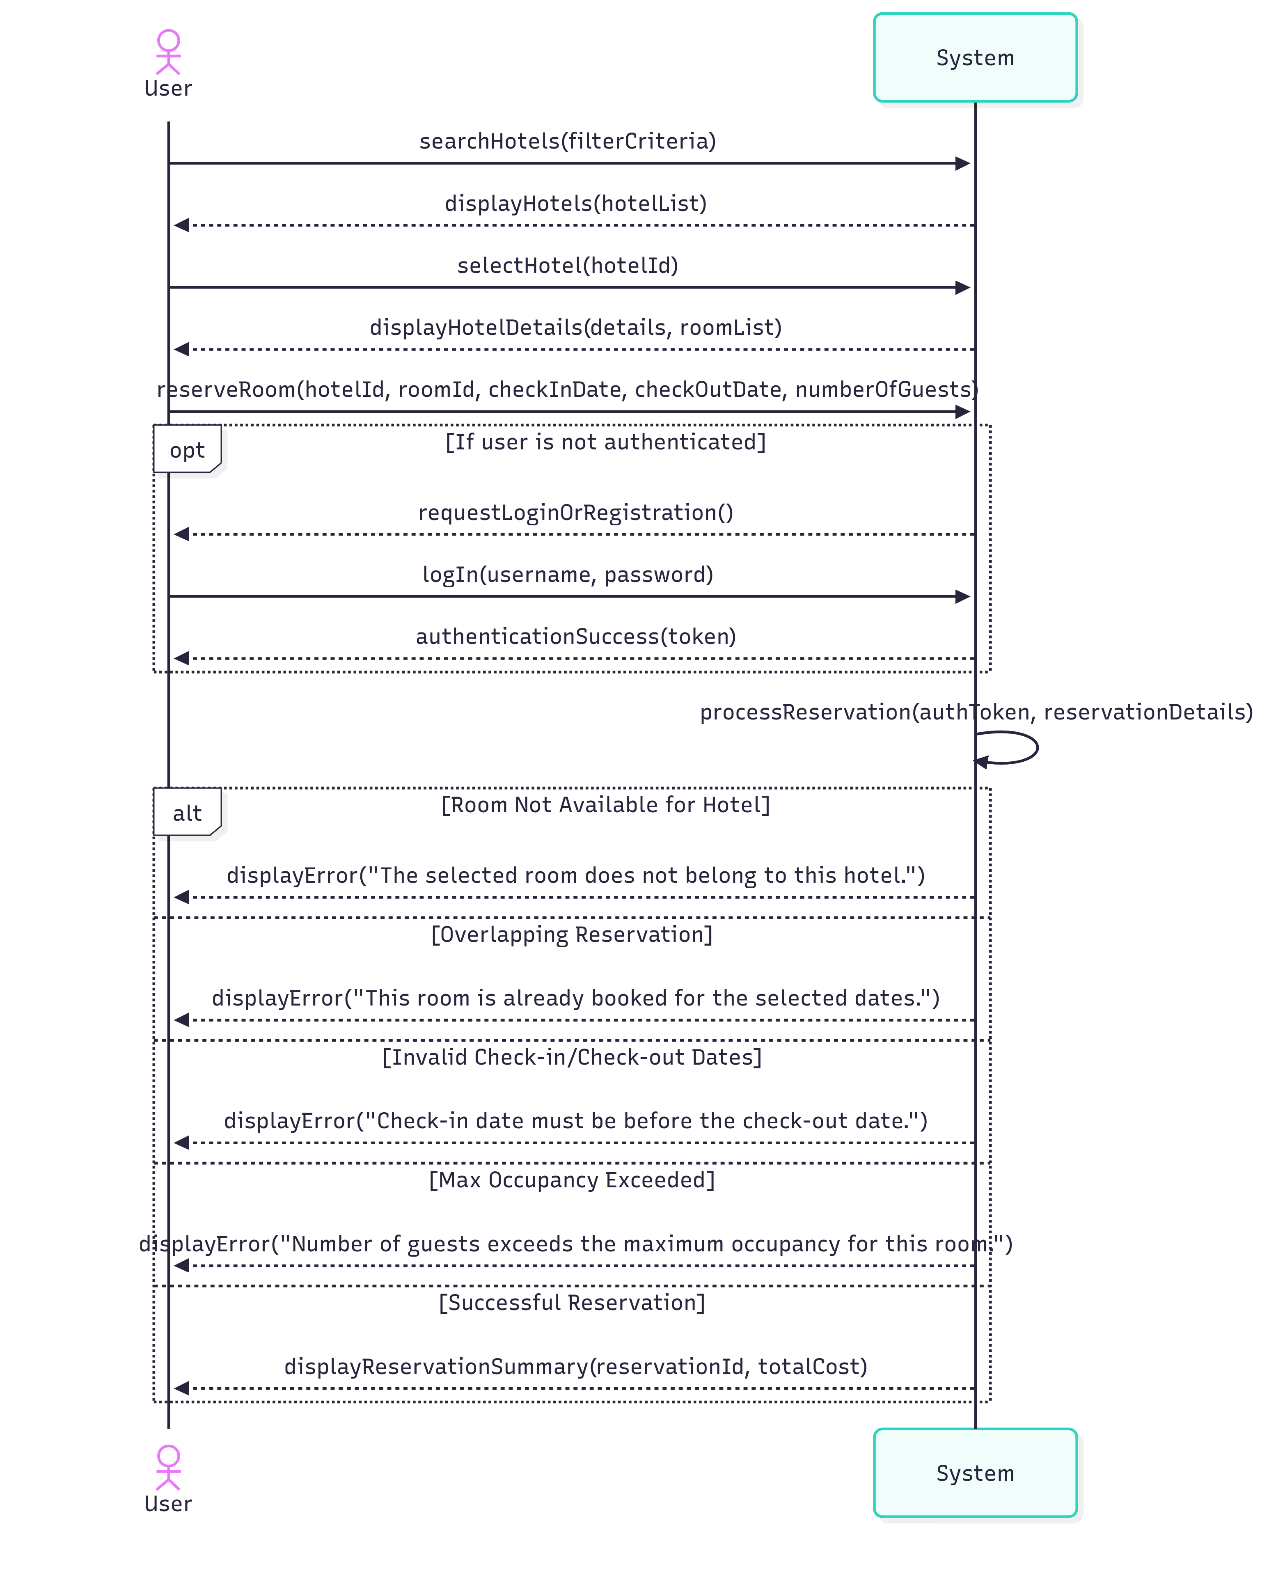 User
System
searchHotels(filterCriteria)
displayHotels(hotelList)
selectHotel(hotelId)
displayHotelDetails(details, roomList)
reserveRoom(hotelId, roomId, checkInDate, checkOutDate, numberOfGuests)
opt
[If user is not authenticated]
requestLoginOrRegistration()
logIn(username, password)
authenticationSuccess(token)
processReservation(authToken, reservationDetails)
alt
[Room Not Available for Hotel]
displayError("The selected room does not belong to this hotel.")
[Overlapping Reservation]
displayError("This room is already booked for the selected dates.")
[Invalid Check-in/Check-out Dates]
displayError("Check-in date must be before the check-out date.")
[Max Occupancy Exceeded]
displayError("Number of guests exceeds the maximum occupancy for this room.")
[Successful Reservation]
displayReservationSummary(reservationId, totalCost)
User
System